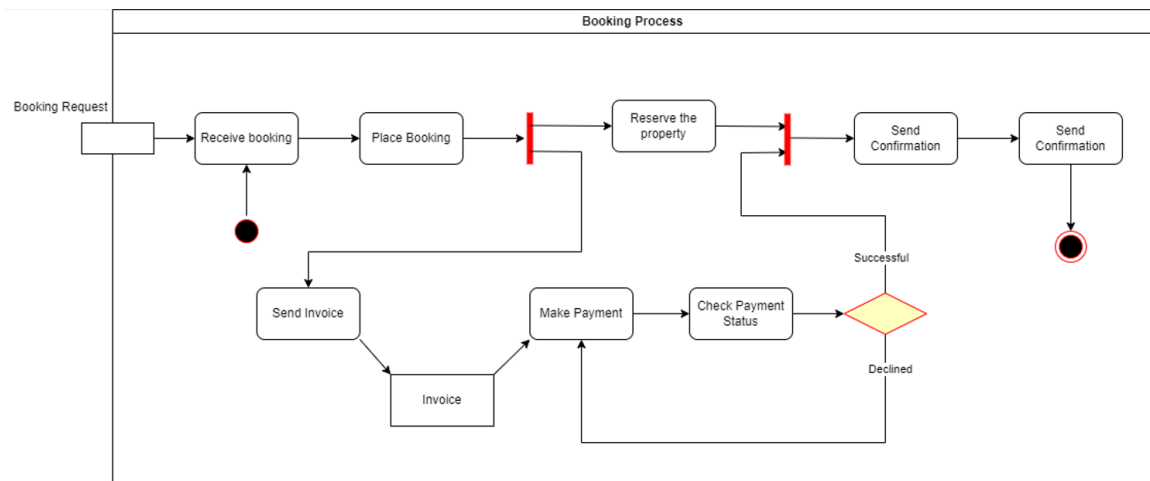 Booking Process
Booking Request
Receive booking
Place Booking
Reserve the
property
Send
Confirmation
Send
Confirmation
Successful
Send Invoice
Make Payment
Check Payment
Status
Declined
Invoice